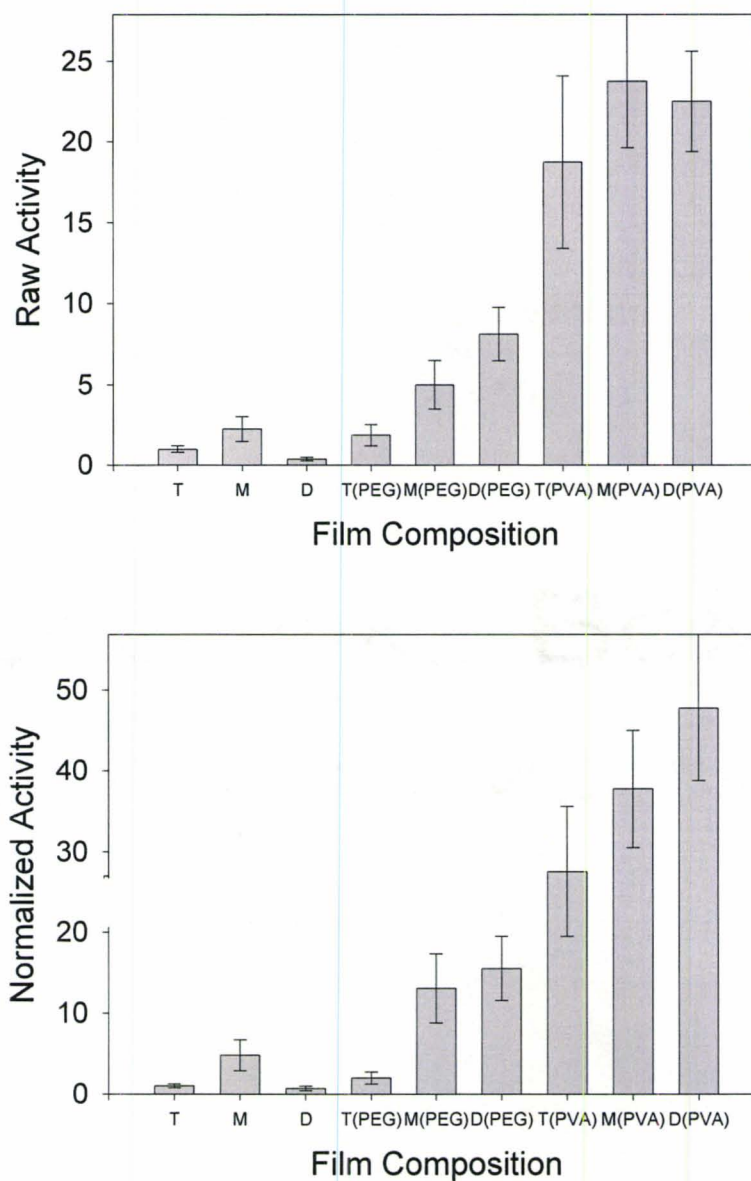 Raw Activity
25
20
15
10
5
0
T M D T(PEG) M(PEG) D(PEG) T(PVA) M(PVA) D(PVA)
Film Composition
Normalized Activity
50
40
30
20
10
0
T M D T(PEG) M(PEG) D(PEG) T(PVA) M(PVA) D(PVA)
Film Composition